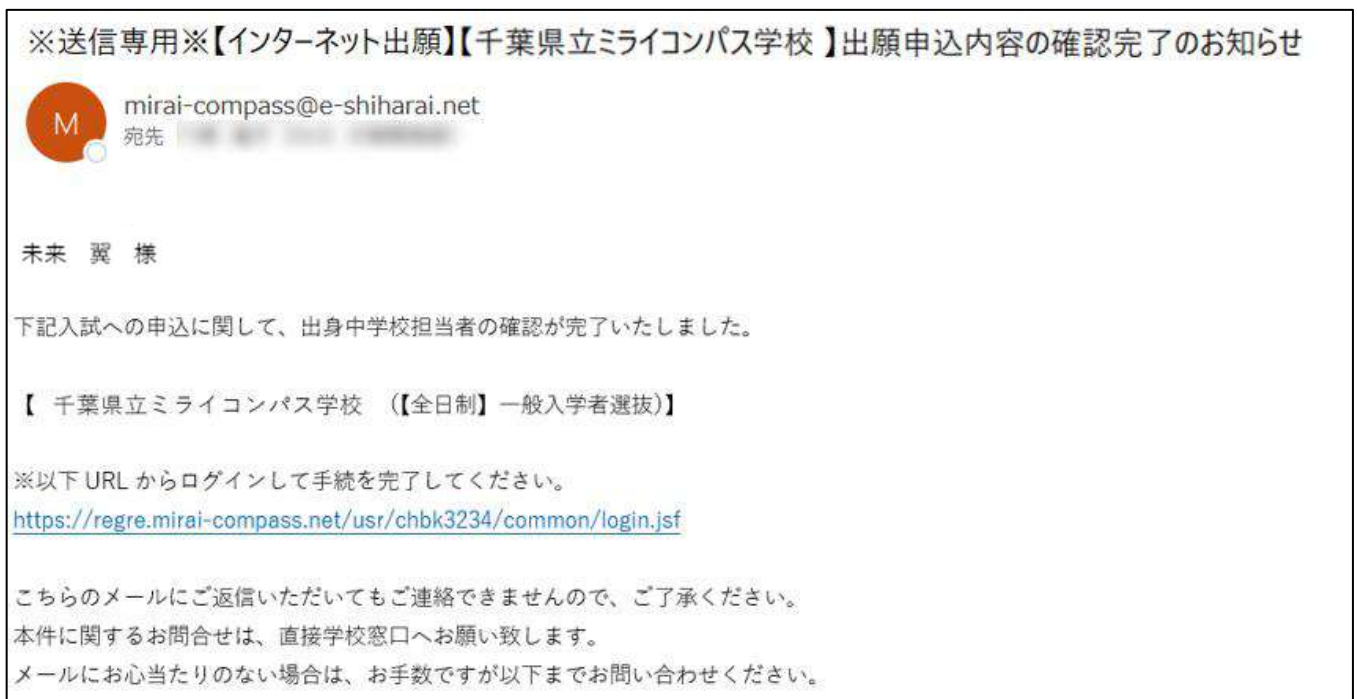 ※送信専用※【インターネット出願】【千葉県立ミライコンパス学校 】出願申込内容の確認完了のお知らせ
M
mirai-compass@e-shiharai.net
宛先
未来　翼　様
下記入試への申込に関して、出身中学校担当者の確認が完了いたしました。
【 千葉県立ミライコンパス学校 （【全日制】一般入学者選抜）】
※以下 URL からログインして手続を完了してください。
https://regre.mirai-compass.net/usr/chbk3234/common/login.jsf
こちらのメールにご返信いただいてもご連絡できませんので、ご了承ください。
本件に関するお問合せは、直接学校窓口へお願い致します。
メールにお心当たりのない場合は、お手数ですが以下までお問い合わせください。